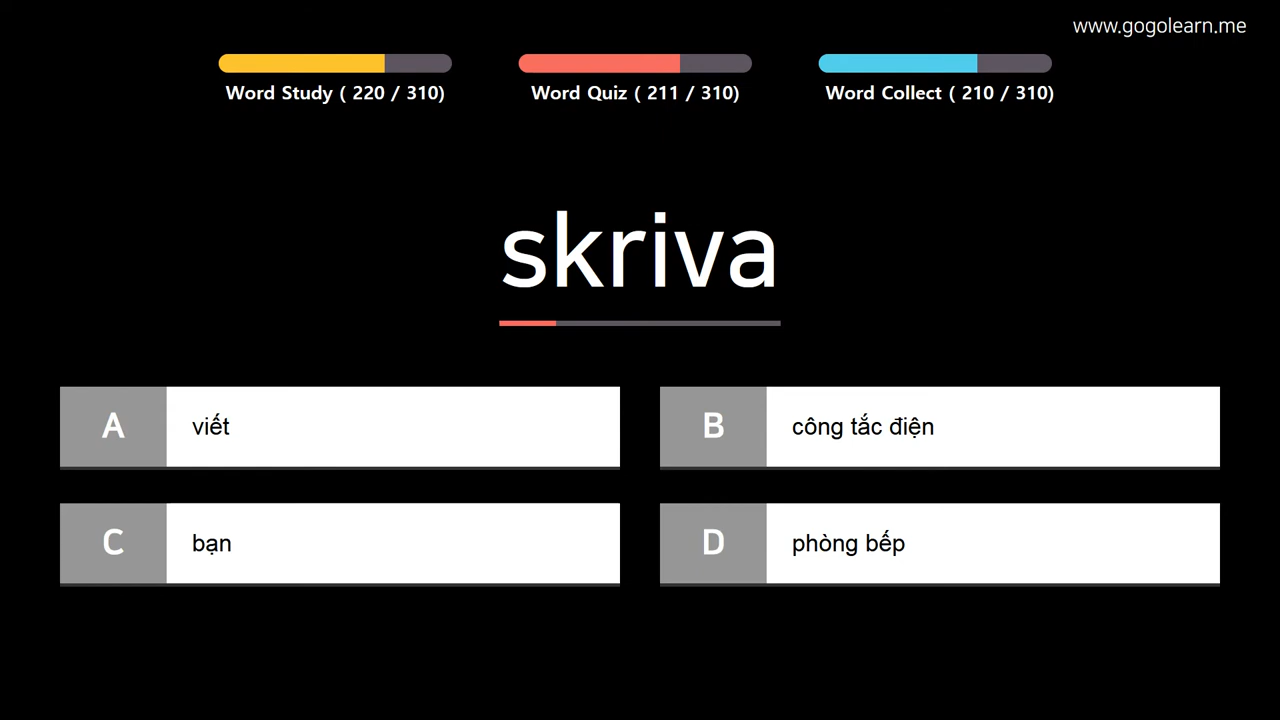 www.gogolearn.me
Word Study ( 220 / 310)
Word Quiz ( 211 / 310)
Word Collect ( 210 / 310)
skriva
A viết
B công tắc điện
C bạn
D phòng bếp